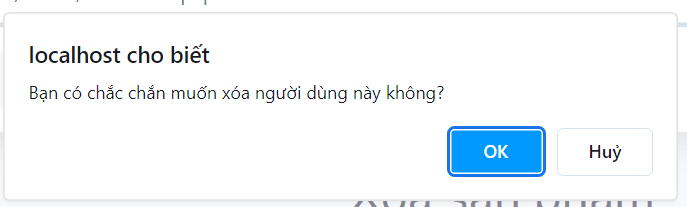 localhost cho biết
Bạn có chắc chắn muốn xóa người dùng này không?
OK
Huỷ